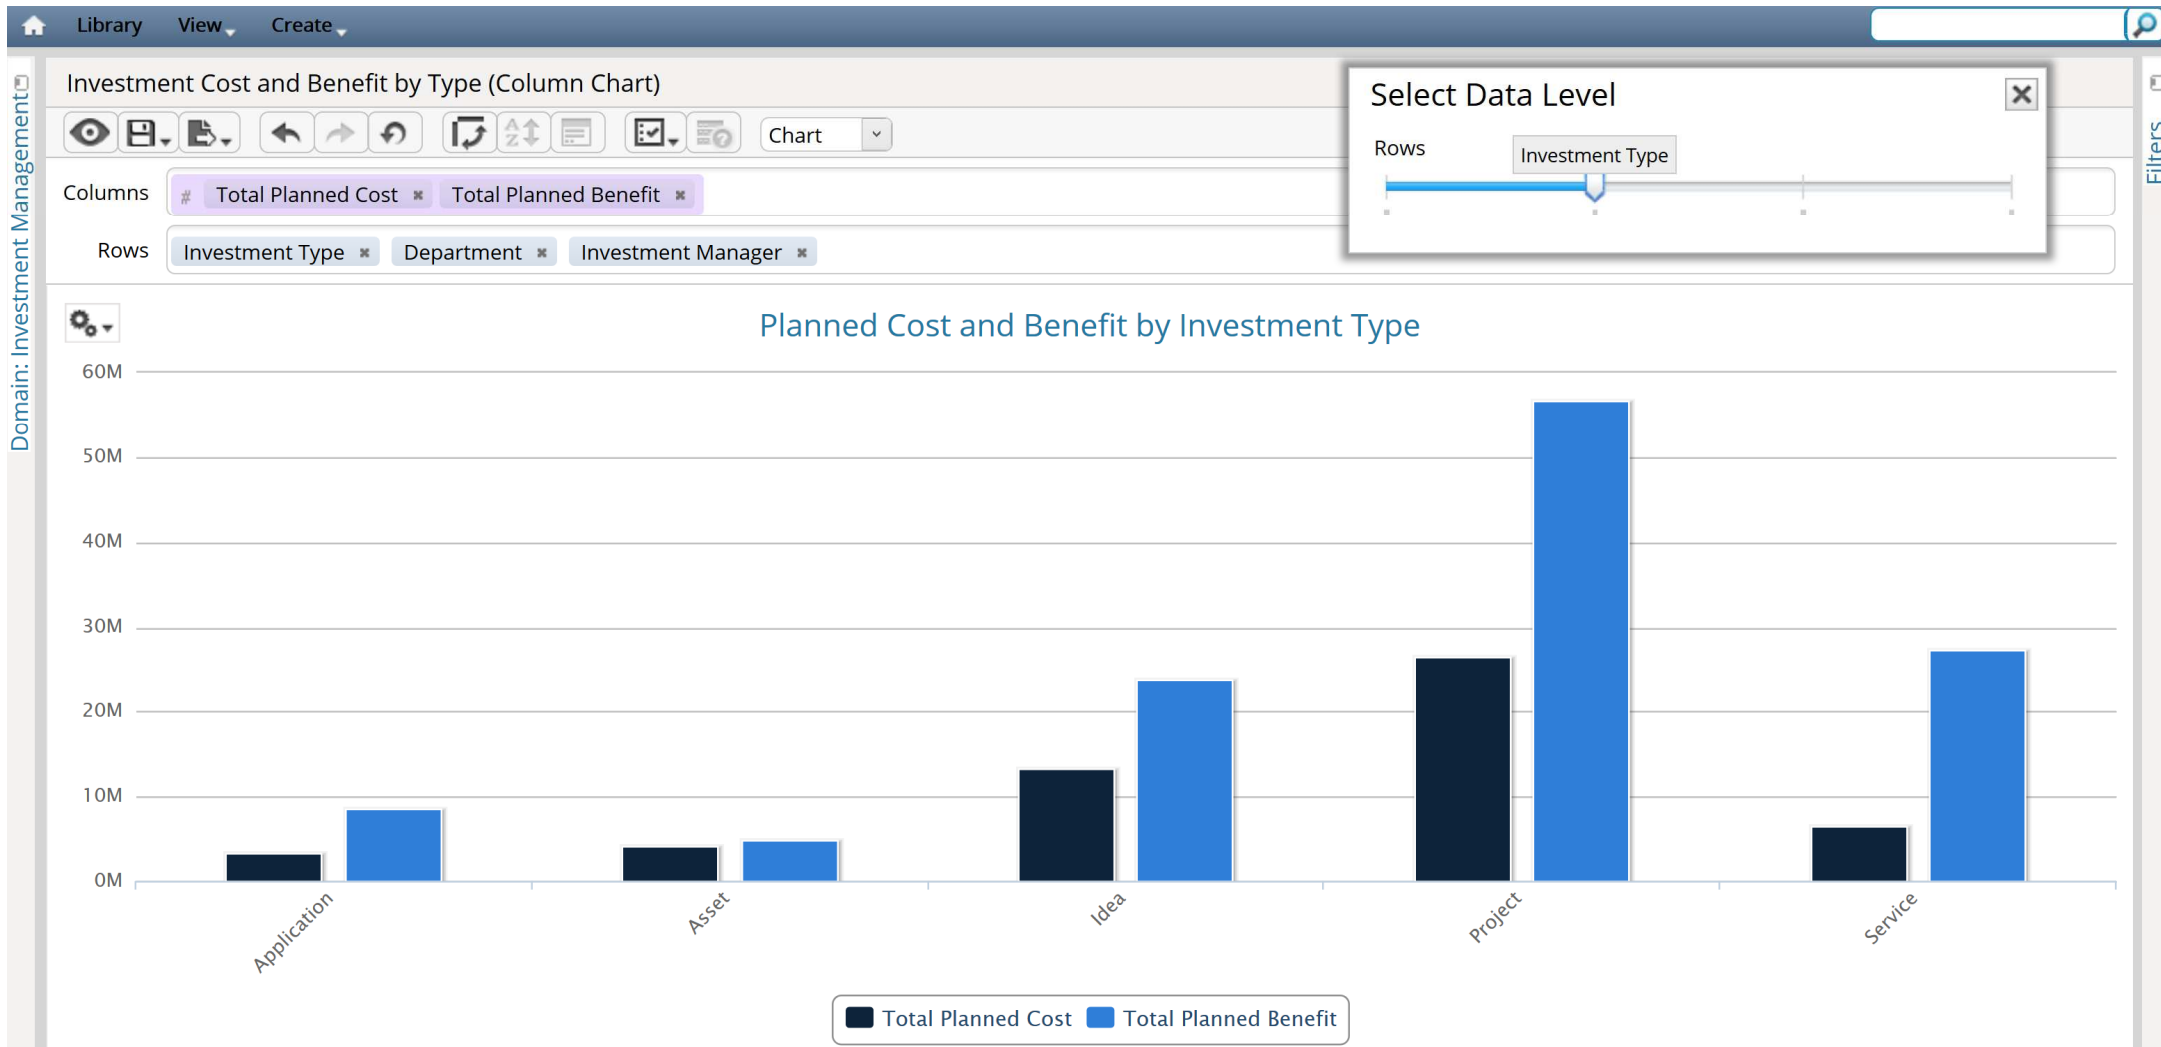 Library View Create
Domain: Investment Management
Filters
Investment Cost and Benefit by Type (Column Chart)
Select Data Level
Chart
Rows
Investment Type
Columns # Total Planned Cost Total Planned Benefit
Rows Investment Type Department Investment Manager
Planned Cost and Benefit by Investment Type
60M
50M
40M
30M
20M
10M
0M
Application Asset Idea Project Service
Total Planned Cost Total Planned Benefit